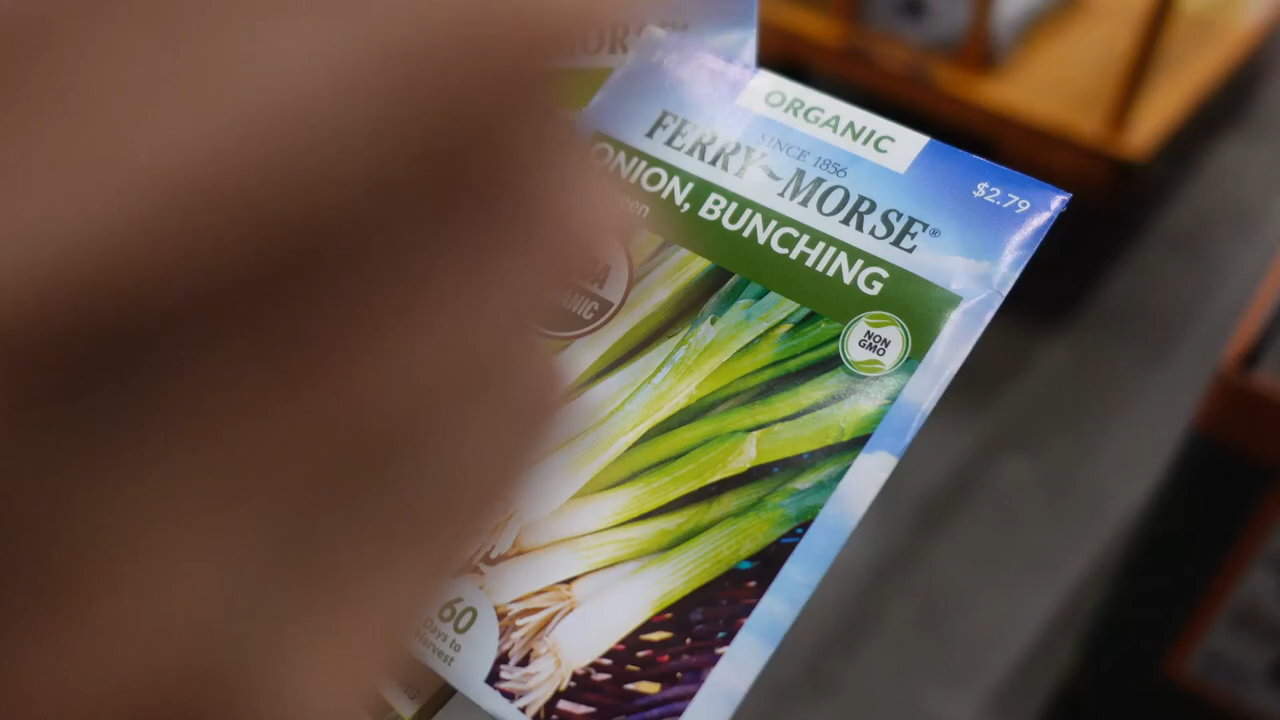 ORGANIC
$2.79
SINCE 1856
FERRY~MORSE®
ONION, BUNCHING
NON
GMO
60
Days to
Harvest